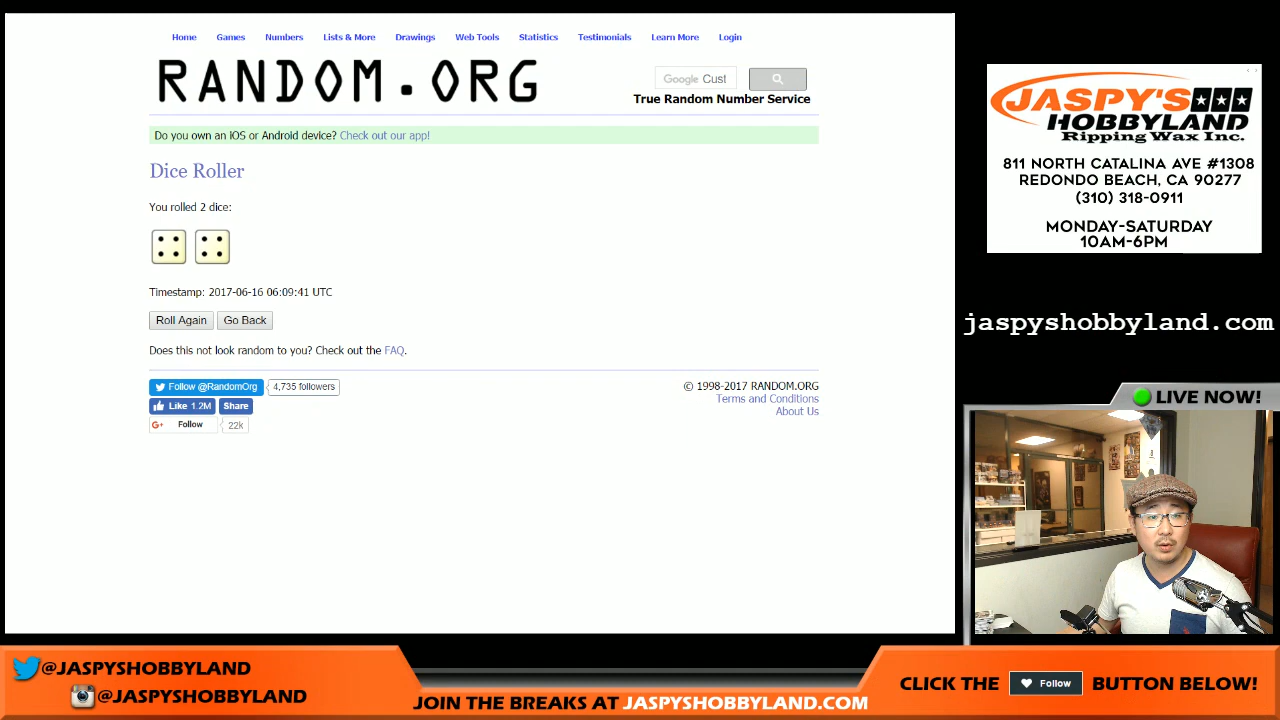 Home Games Numbers Lists & More Drawings Web Tools Statistics Testimonials Learn More Login
RANDOM.ORG
Google Cust
True Random Number Service
Do you own an iOS or Android device? Check out our app!
Dice Roller
You rolled 2 dice:
Timestamp: 2017-06-16 06:09:41 UTC
Roll Again Go Back
Does this not look random to you? Check out the FAQ.
Follow @RandomOrg 4,735 followers
Like 1.2M Share
G+ Follow 22k
© 1998-2017 RANDOM.ORG
Terms and Conditions
About Us
JASPY'S
HOBBYLAND
Ripping Wax Inc.
811 NORTH CATALINA AVE #1308
REDONDO BEACH, CA 90277
(310) 318-0911
MONDAY-SATURDAY
10AM-6PM
jaspyshobbyland.com
LIVE NOW!
@JASPYSHOBBYLAND
@JASPYSHOBBYLAND
JOIN THE BREAKS AT JASPYSHOBBYLAND.COM
CLICK THE Follow BUTTON BELOW!